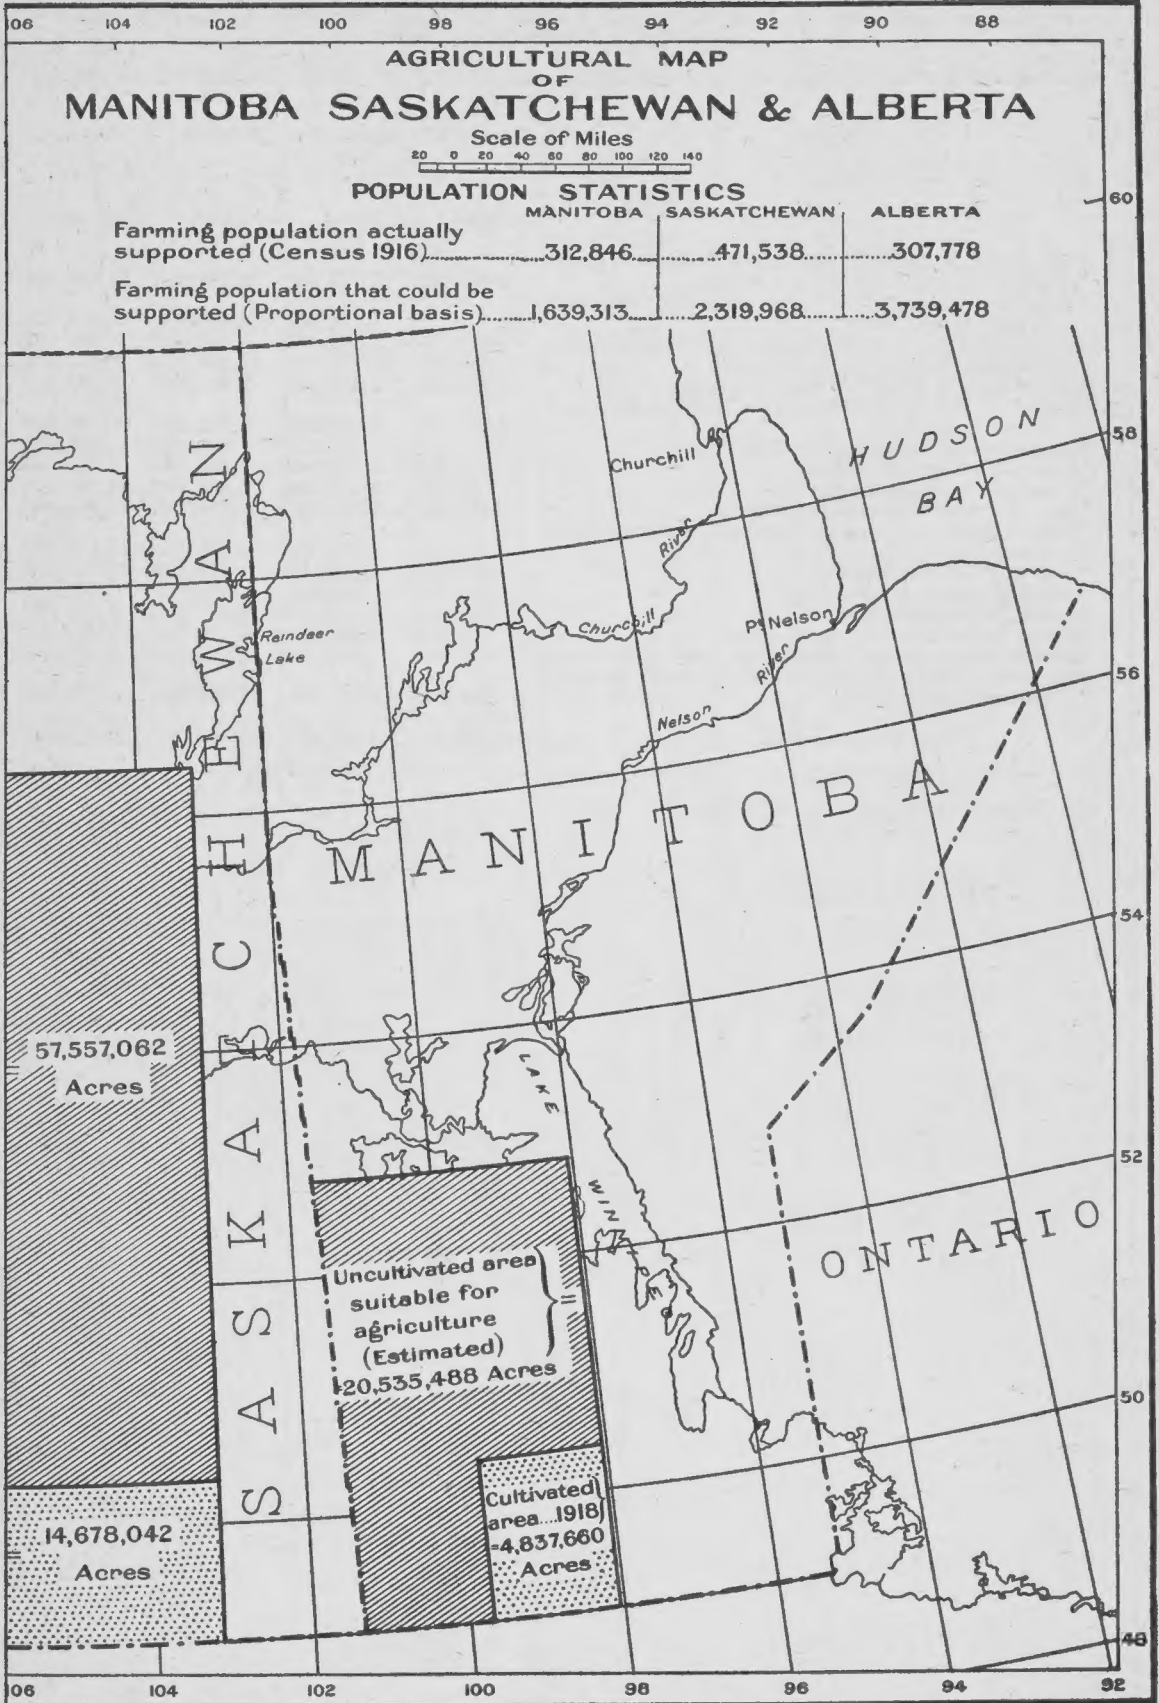 106 104 102 100 98 96 94 92 90 88
AGRICULTURAL MAP
OF
MANITOBA SASKATCHEWAN & ALBERTA
Scale of Miles
20 0 20 40 60 80 100 120 140
POPULATION STATISTICS
MANITOBA SASKATCHEWAN ALBERTA
Farming population actually
supported (Census 1916) 312,846 471,538 307,778
Farming population that could be
supported (Proportional basis) 1,639,313 2,319,968 3,739,478
60
58
56
54
52
50
48
HUDSON
BAY
Churchill
Churchill River
Pt Nelson
Nelson River
Reindeer
Lake
MANITOBA
SASKATCHEWAN
ONTARIO
LAKE WINNIPEG
57,557,062
Acres
Uncultivated area
suitable for
agriculture
(Estimated)
20,535,488 Acres
=
Cultivated
area...1918
=4,837,660
Acres
14,678,042
Acres
106 104 102 100 98 96 94 92